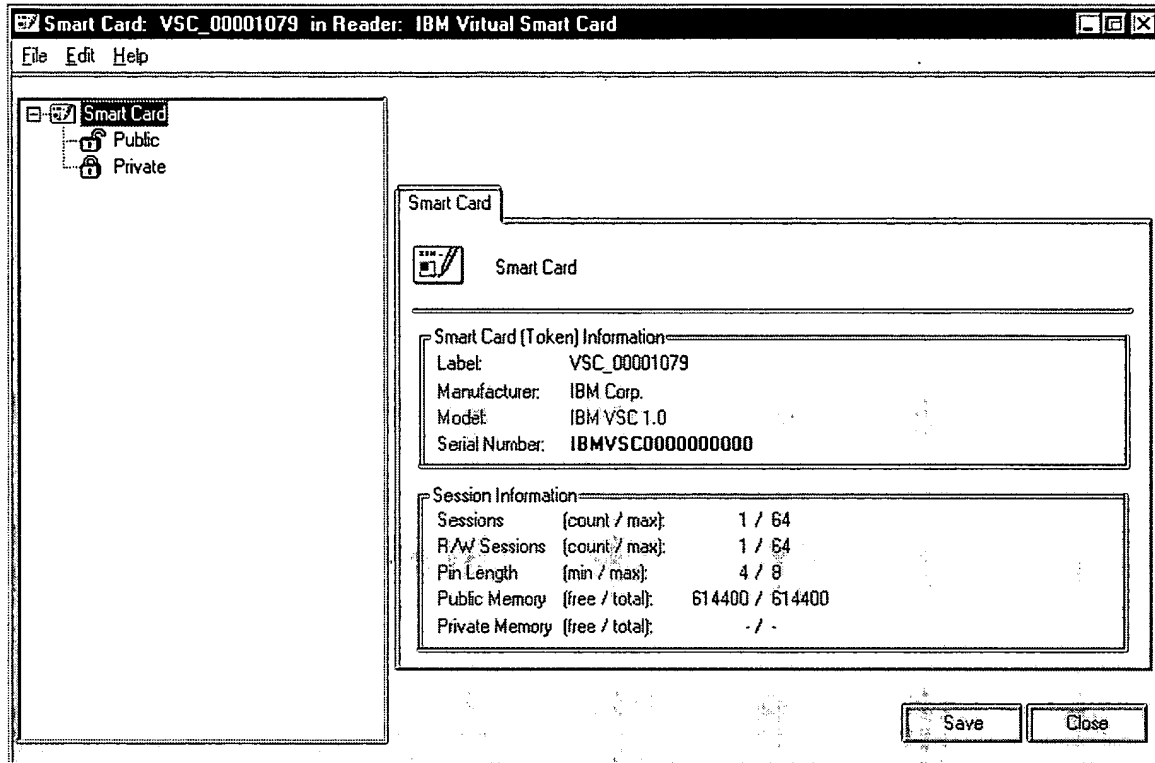 Smart Card: VSC_00001079 in Reader: IBM Virtual Smart Card
File Edit Help
Smart Card
Public
Private
Smart Card
Smart Card
Smart Card (Token) Information
Label: VSC_00001079
Manufacturer: IBM Corp.
Model: IBM VSC 1.0
Serial Number: IBMVSC0000000000
Session Information
Sessions (count / max): 1 / 64
R/W Sessions (count / max): 1 / 64
Pin Length (min / max): 4 / 8
Public Memory (free / total): 614400 / 614400
Private Memory (free / total): - / -
Save Close